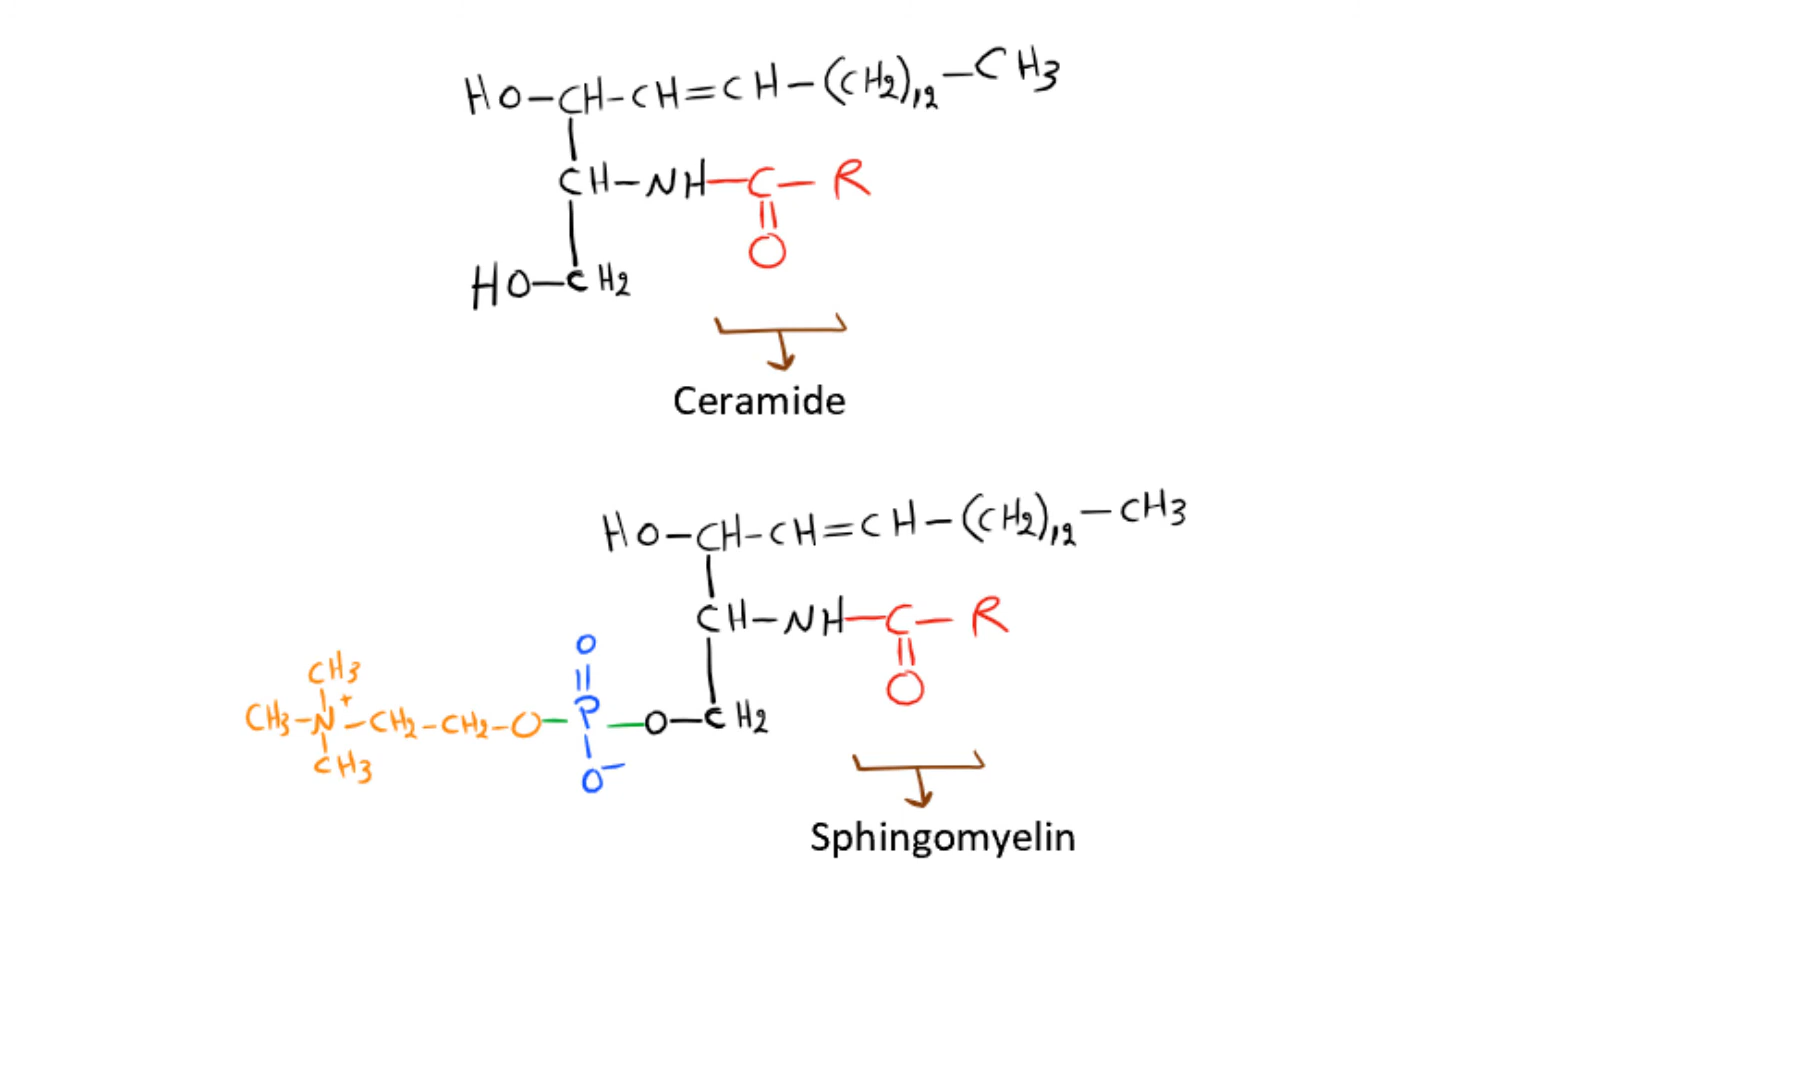 HO-CH-CH=CH-(CH2)12-CH3
CH-NH-C-R
O
HO-CH2
Ceramide
HO-CH-CH=CH-(CH2)12-CH3
CH-NH-C-R
O
CH3
O
CH3-N+-CH2-CH2-O-P-O-CH2
CH3
O-
Sphingomyelin